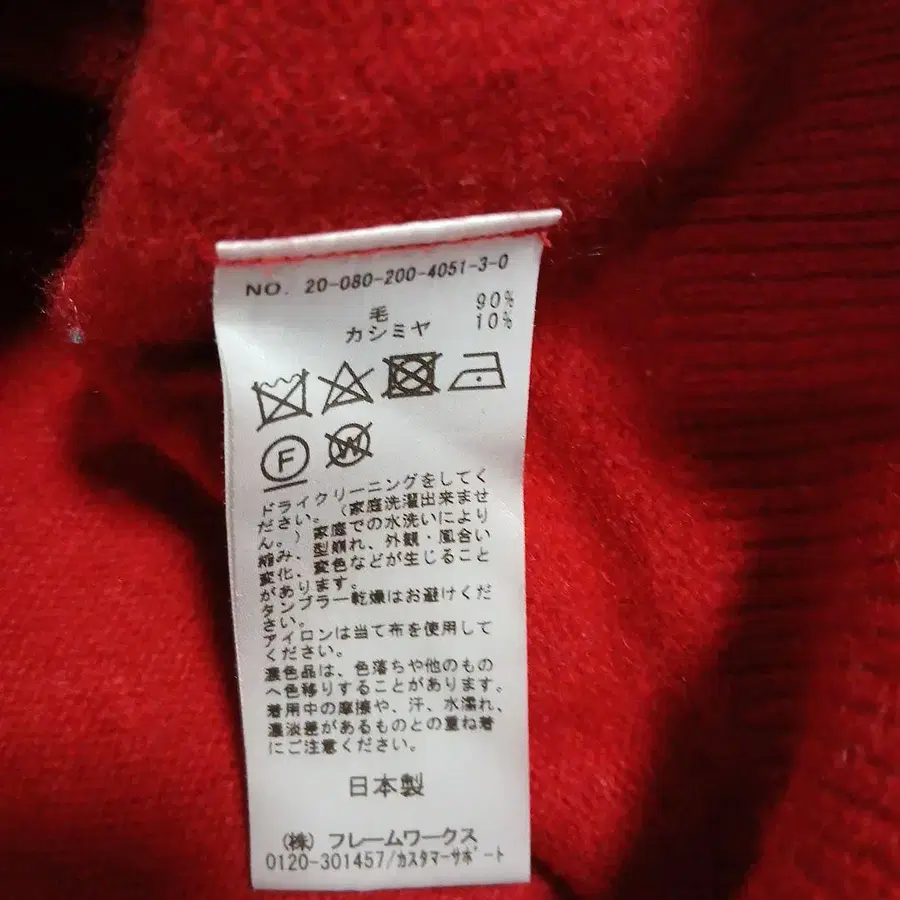 NO. 20-080-200-4051-3-0
毛 90%
カシミヤ 10%
F W
ドライクリーニングをしてく
ださい。(家庭洗濯出来ませ
ん。)家庭での水洗いにより
縮み、型崩れ、外観・風合い
変化、変色などが生じること
があります。
タンブラー乾燥はお避けくだ
さい。
アイロンは当て布を使用して
ください。
濃色品は、色落ちや他のもの
へ色移りすることがあります。
着用中の摩擦や、汗、水濡れ、
濃淡差があるものとの重ね着
にご注意ください。
日本製
(株) フレームワークス
0120-301457/カスタマーサポート